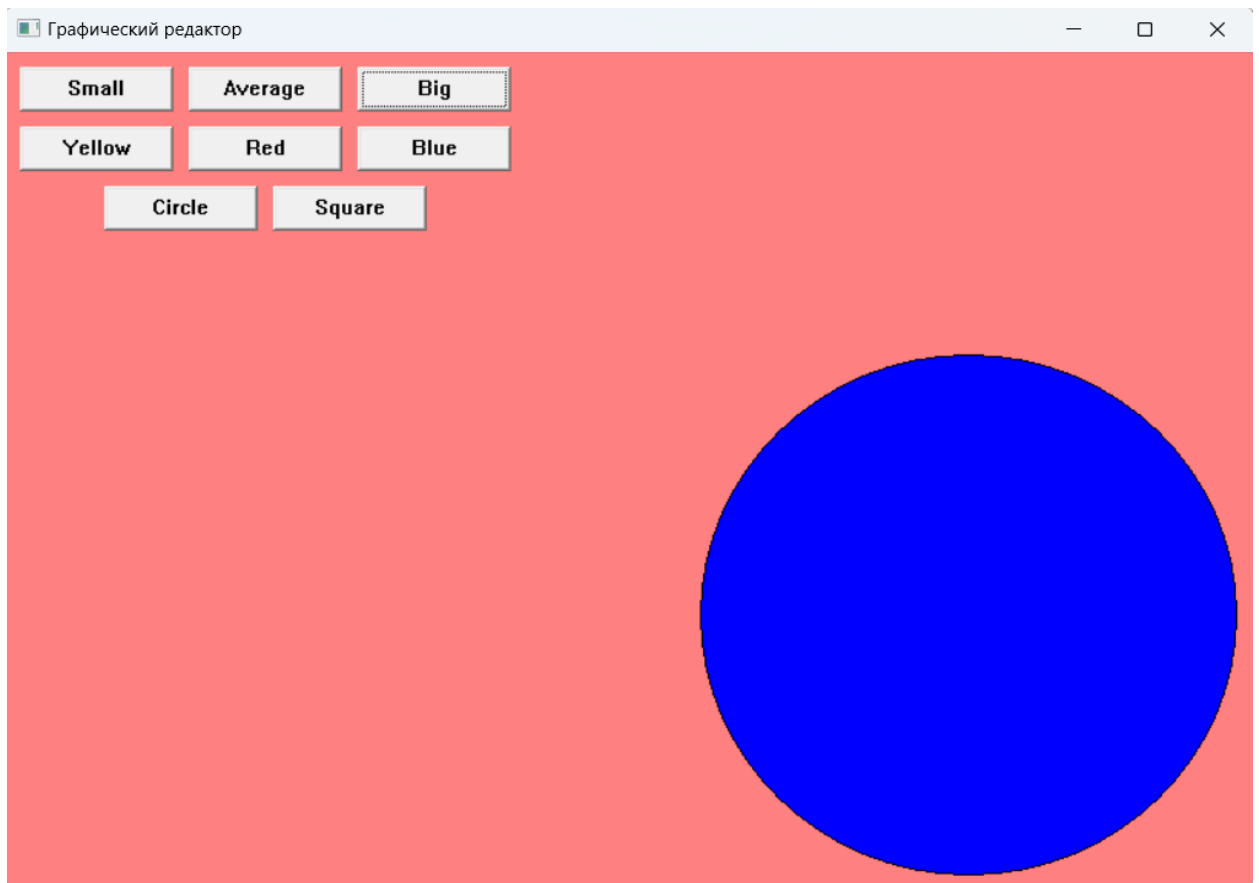 Графический редактор
Small Average Big
Yellow Red Blue
Circle Square